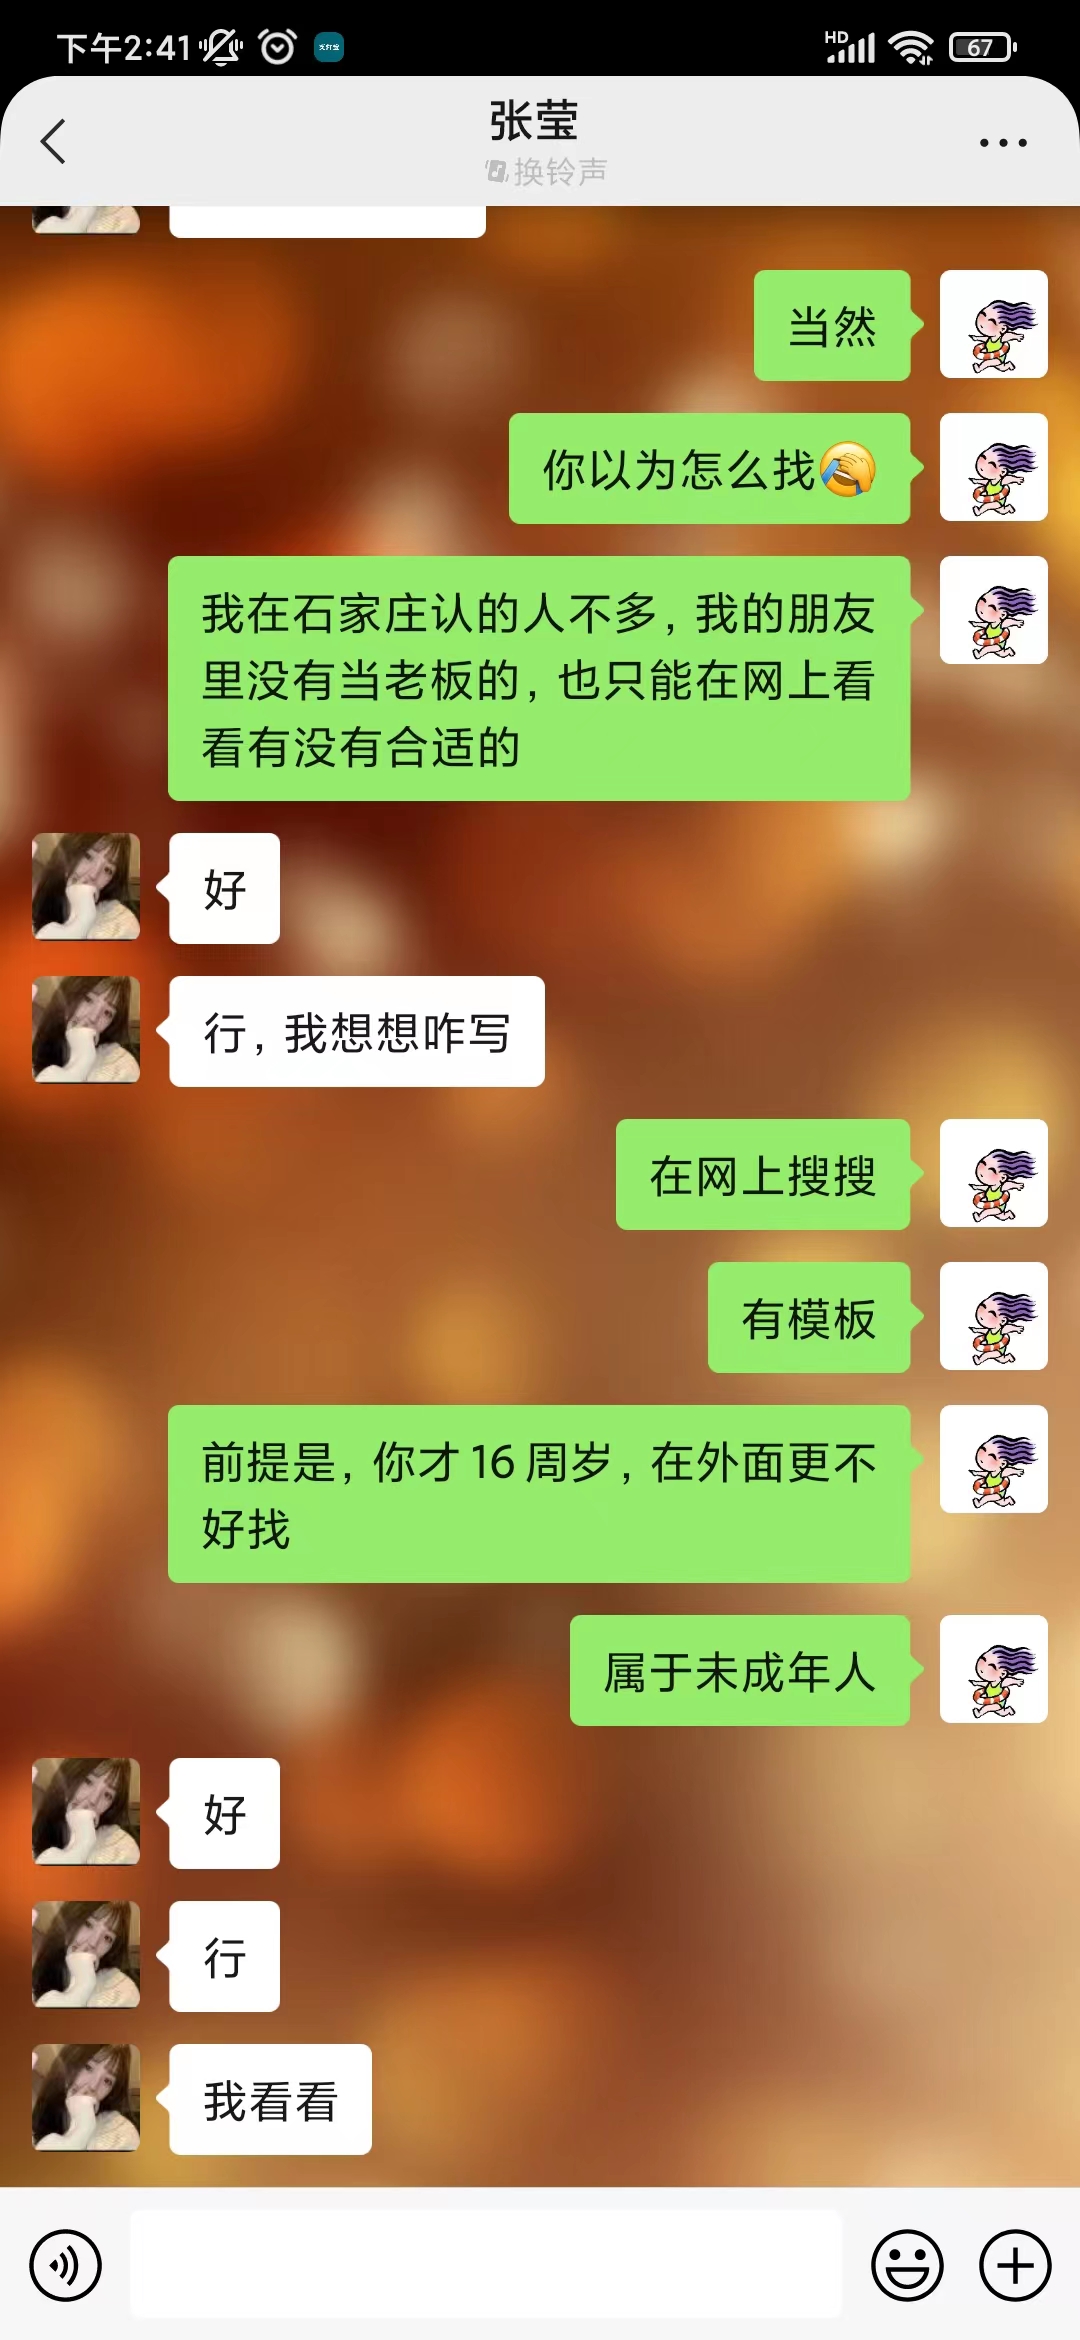 下午2:41
HD
67
张莹
换铃声
当然
你以为怎么找
我在石家庄认的人不多，我的朋友
里没有当老板的，也只能在网上看
看有没有合适的
好
行，我想想咋写
在网上搜搜
有模板
前提是，你才16周岁，在外面更不
好找
属于未成年人
好
行
我看看